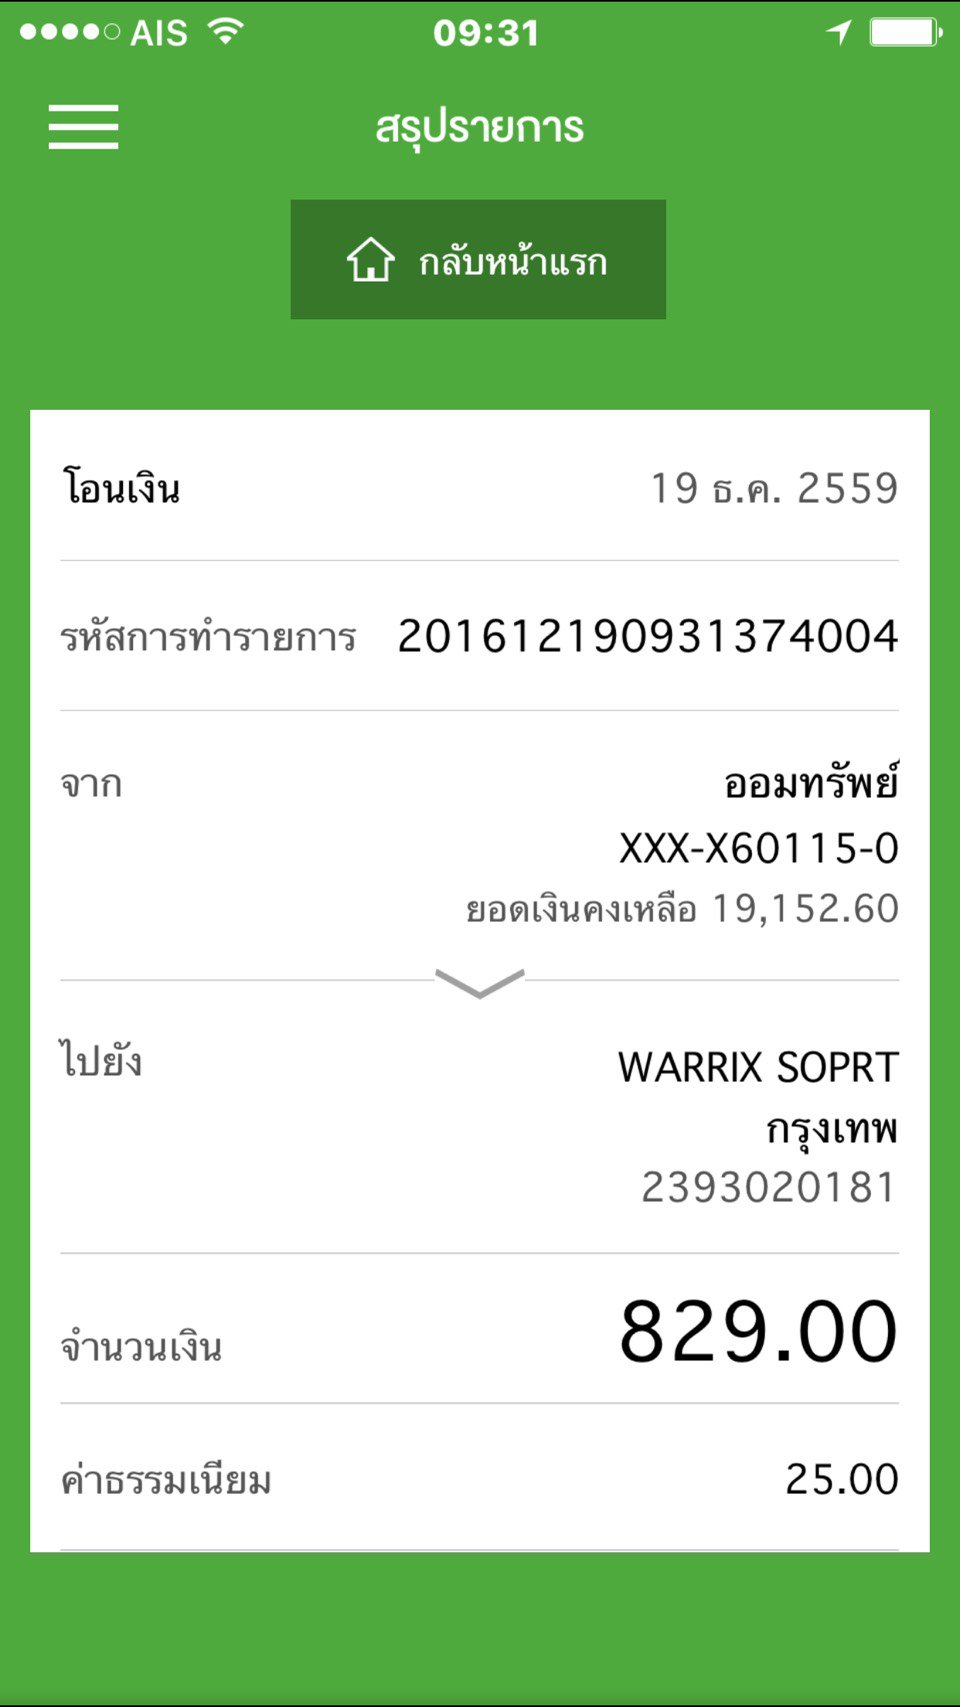 AIS 09:31
สรุปรายการ
กลับหน้าแรก
โอนเงิน 19 ธ.ค. 2559
รหัสการทำรายการ 201612190931374004
จาก ออมทรัพย์
XXX-X60115-0
ยอดเงินคงเหลือ 19,152.60
ไปยัง WARRIX SOPRT
กรุงเทพ
2393020181
จำนวนเงิน 829.00
ค่าธรรมเนียม 25.00